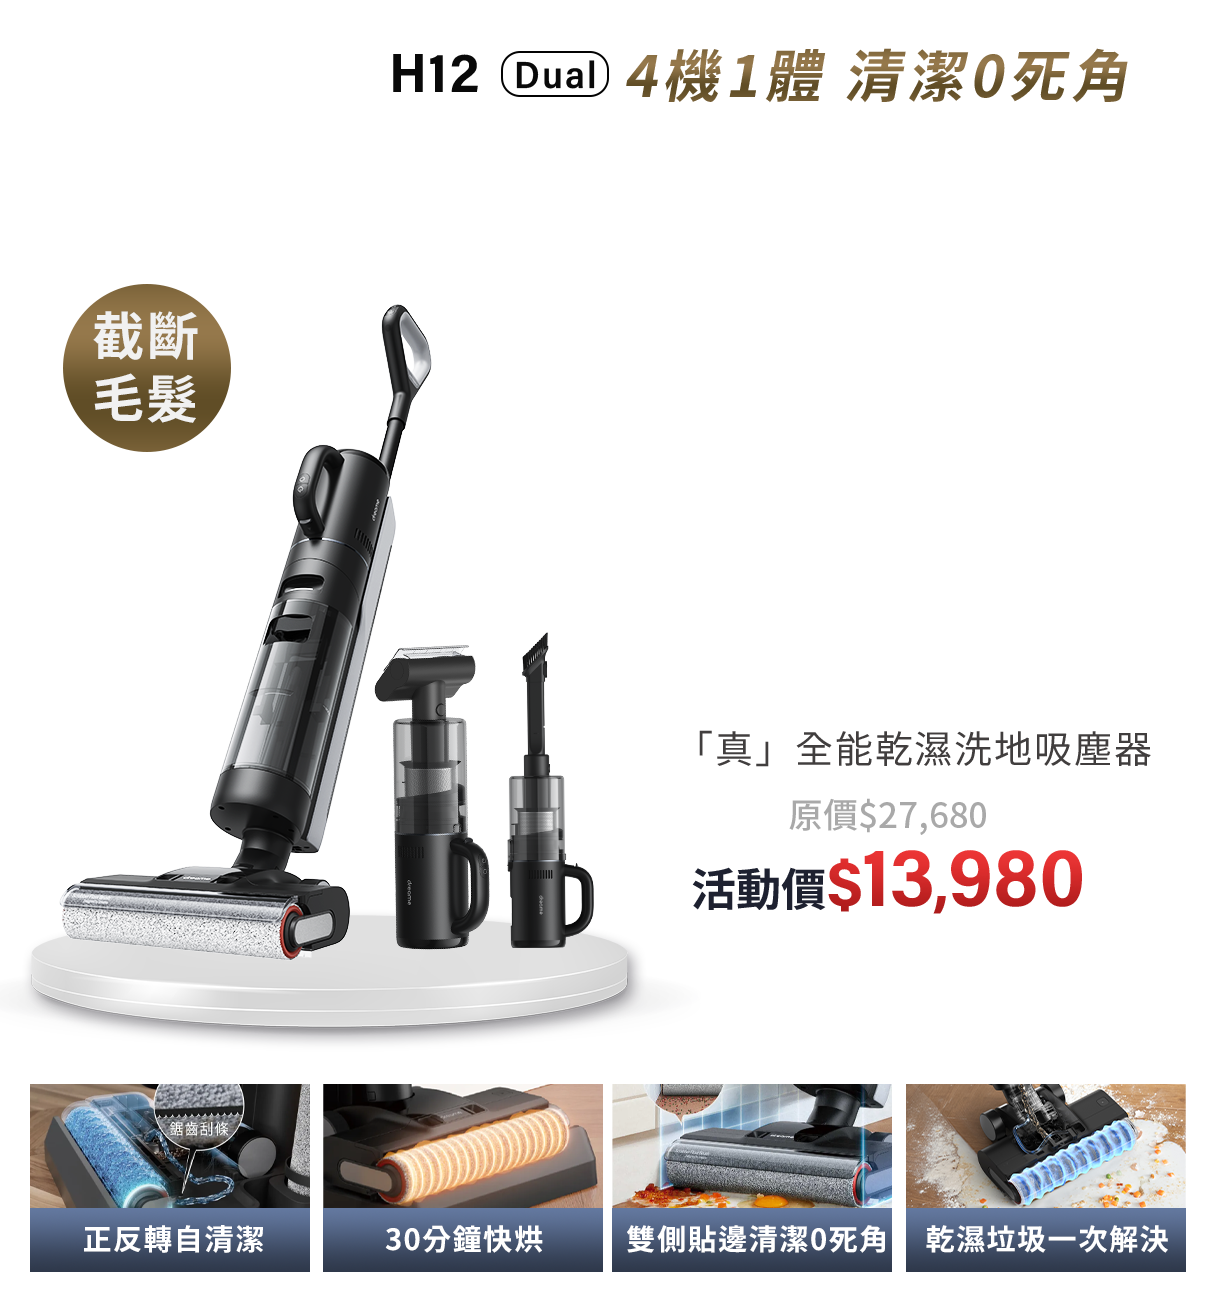 H12 Dual 4機1體 清潔0死角
截斷
毛髮
dreame
dreame
dreame
「真」全能乾濕洗地吸塵器
原價$27,680
活動價$13,980
鋸齒刮條
正反轉自清潔
30分鐘快烘
雙側貼邊清潔0死角
乾濕垃圾一次解決